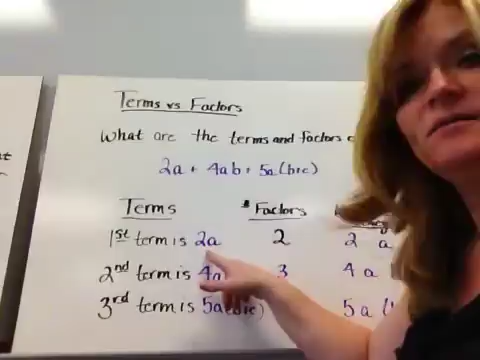 Terms vs Factors
What are the terms and factors
2a + 4ab + 5a(b+c)
Terms # Factors
1st term is 2a 2 2 a
2nd term is 4a 3 4 a
3rd term is 5a(b+c) 5 a (